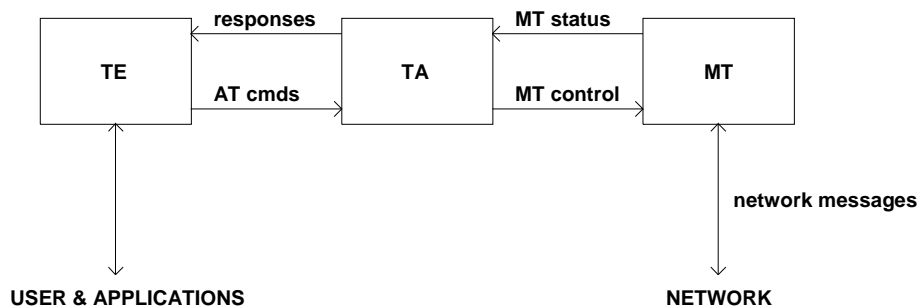 responses
MT status
TE
TA
MT
AT cmds
MT control
network messages
USER & APPLICATIONS
NETWORK